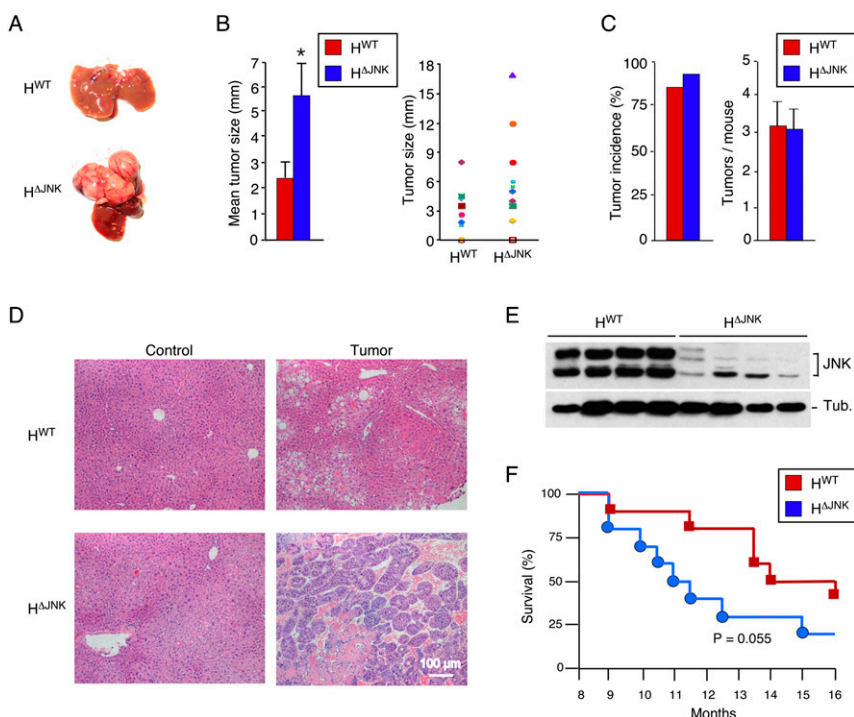 A
H^WT
H^ΔJNK
B
H^WT
H^ΔJNK
Mean tumor size (mm)
7
6
5
4
3
2
1
0
*
Tumor size (mm)
18
15
12
9
6
3
0
H^WT H^ΔJNK
C
H^WT
H^ΔJNK
Tumor incidence (%)
100
75
50
25
0
Tumors / mouse
5
4
3
2
1
0
D
Control Tumor
H^WT
H^ΔJNK
100 µm
E
H^WT H^ΔJNK
JNK
Tub.
F
H^WT
H^ΔJNK
Survival (%)
100
75
50
25
0
P = 0.055
8 9 10 11 12 13 14 15 16
Months